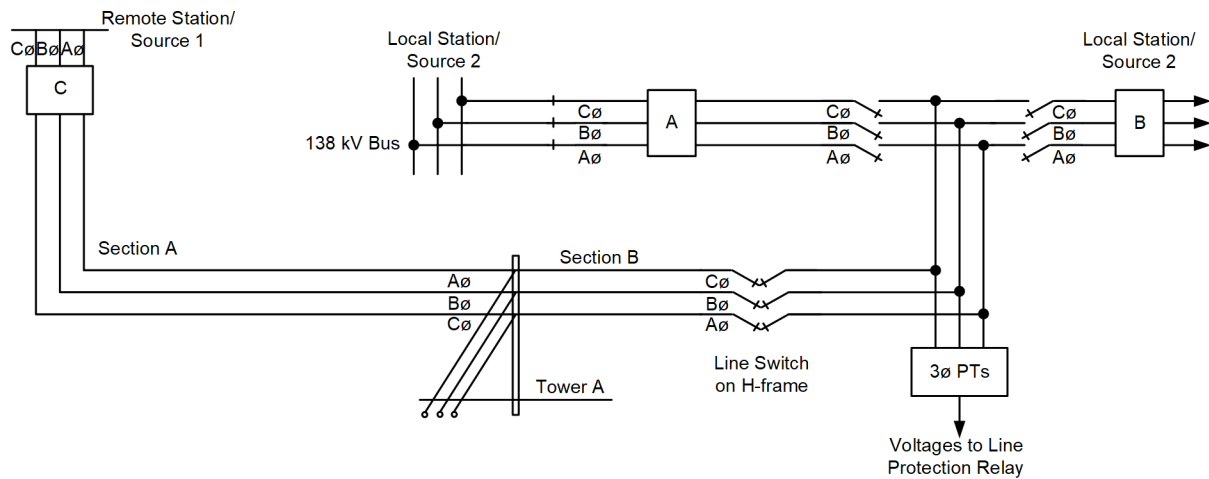 Remote Station/
Source 1
CøBøAø
C
Local Station/
Source 2
Local Station/
Source 2
138 kV Bus
Cø
Bø
Aø
A
Cø
Bø
Aø
Cø
Bø
Aø
B
Section A
Section B
Aø
Bø
Cø
Cø
Bø
Aø
Tower A
Line Switch
on H-frame
3ø PTs
Voltages to Line
Protection Relay